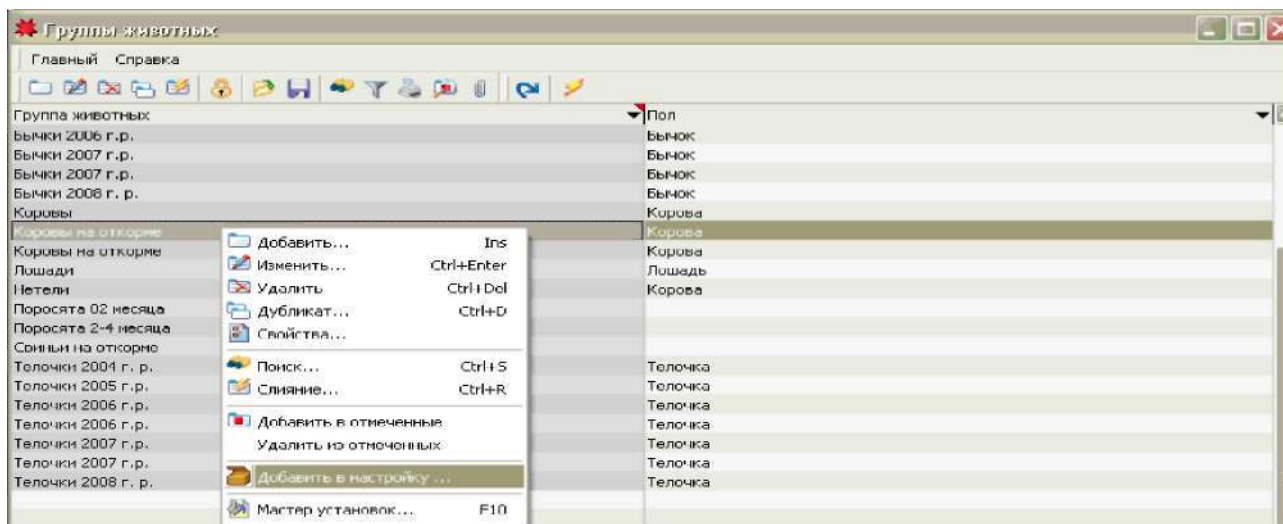 Группы животных
Главный Справка
Группа животных Пол
Бычки 2006 г.р. Бычок
Бычки 2007 г.р. Бычок
Бычки 2007 г.р. Бычок
Бычки 2008 г. р. Бычок
Коровы Корова
Коровы на откорме Корова
Коровы на откорме Корова
Лошади Лошадь
Нетели Корова
Поросята 02 месяца
Поросята 2-4 месяца
Свиньи на откорме
Телочки 2004 г. р. Телочка
Телочки 2005 г.р. Телочка
Телочки 2006 г.р. Телочка
Телочки 2006 г.р. Телочка
Телочки 2007 г.р. Телочка
Телочки 2007 г.р. Телочка
Телочки 2008 г. р. Телочка
Добавить... Ins
Изменить... Ctrl+Enter
Удалить Ctrl+Del
Дубликат... Ctrl+D
Свойства...
Поиск... Ctrl+S
Слияние... Ctrl+R
Добавить в отмеченные
Удалить из отмеченных
Добавить в настройку ...
Мастер установок... F10